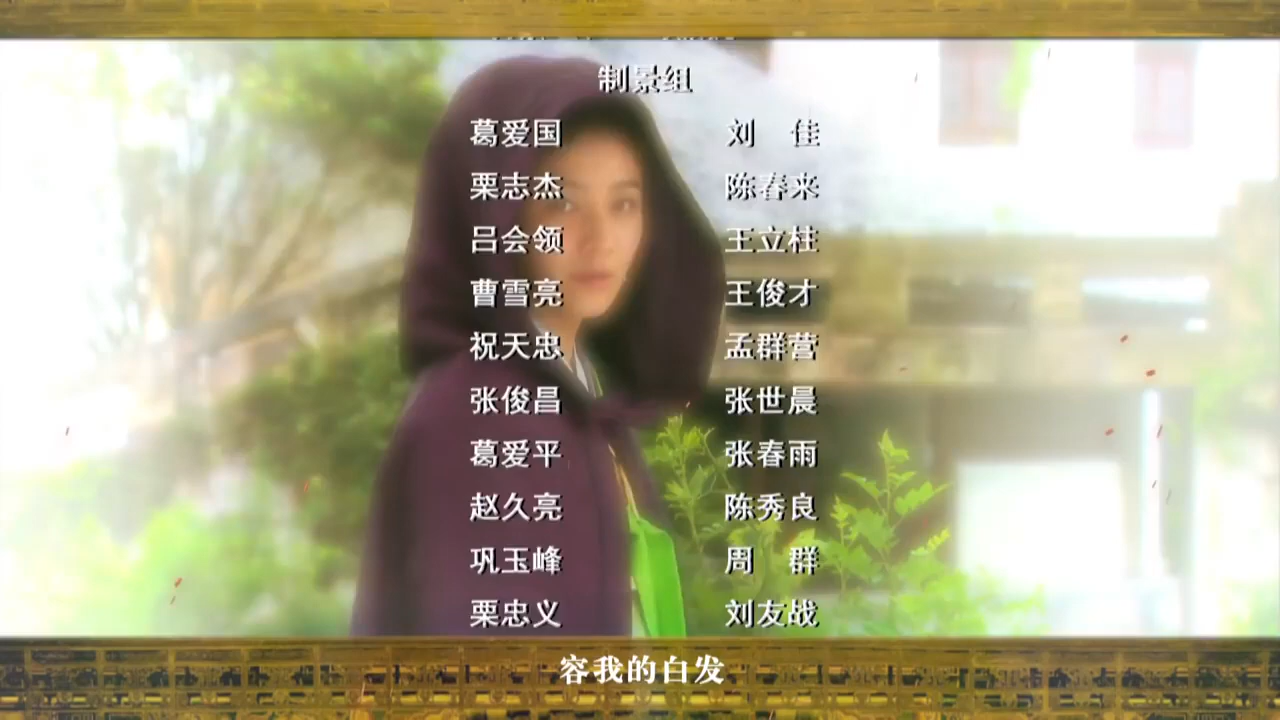 制景组
葛爱国 刘 佳
栗志杰 陈春来
吕会领 王立柱
曹雪亮 王俊才
祝天忠 孟群营
张俊昌 张世晨
葛爱平 张春雨
赵久亮 陈秀良
巩玉峰 周 群
栗忠义 刘友战
容我的白发